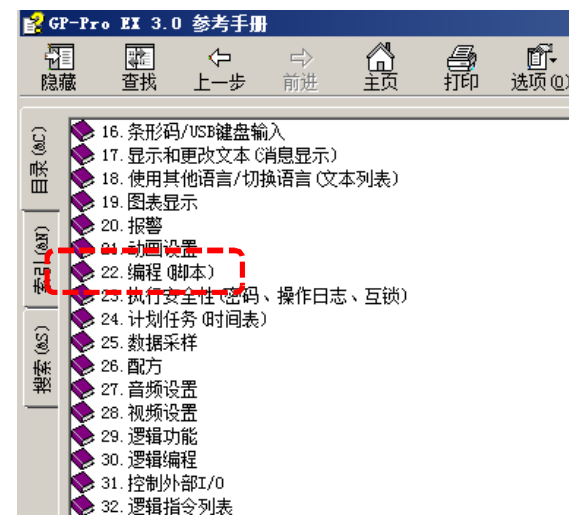 GP-Pro EX 3.0 参考手册
隐藏 查找 上一步 前进 主页 打印 选项(O)
目录(&C)
索引(&N)
搜索(&S)
16.条形码/USB键盘输入
17.显示和更改文本(消息显示)
18.使用其他语言/切换语言(文本列表)
19.图表显示
20.报警
21.动画设置
22.编程(脚本)
23.执行安全性(密码、操作日志、互锁)
24.计划任务(时间表)
25.数据采样
26.配方
27.音频设置
28.视频设置
29.逻辑功能
30.逻辑编程
31.控制外部I/O
32.逻辑指令列表